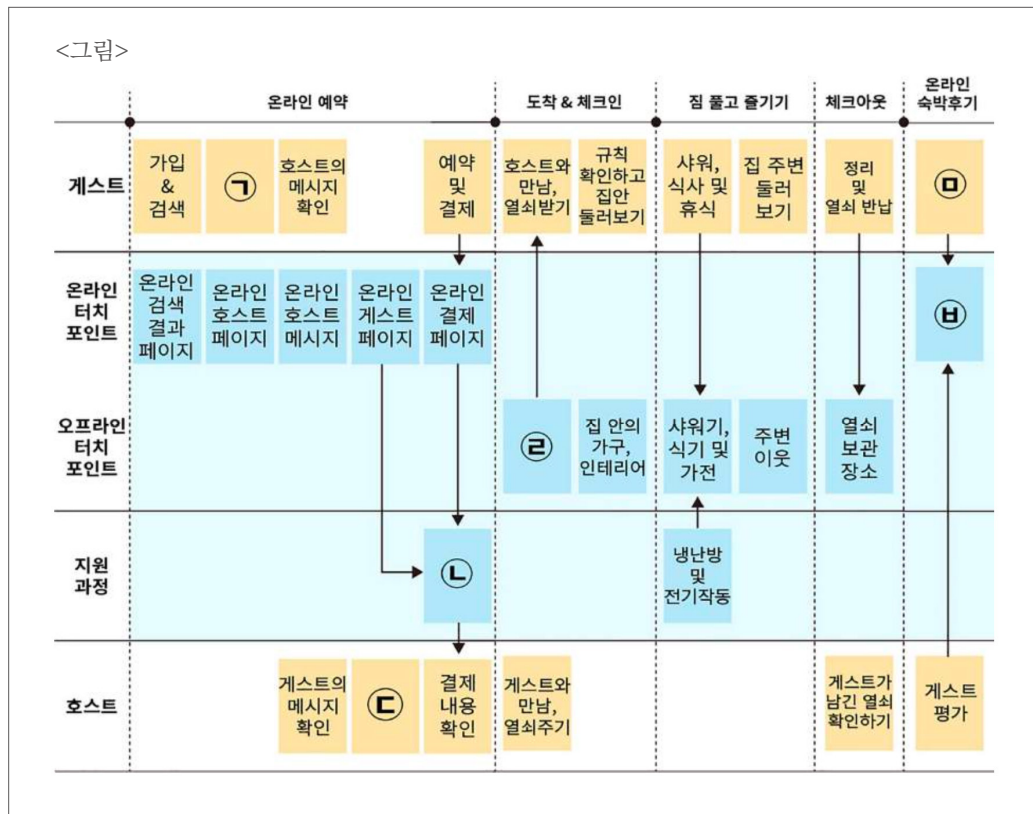 <그림>
온라인 예약
도착 & 체크인
짐 풀고 즐기기
체크아웃
온라인
숙박후기
게스트
가입
&
검색
㉠
호스트의
메시지
확인
예약
및
결제
호스트와
만남,
열쇠받기
규칙
확인하고
집안
둘러보기
샤워,
식사 및
휴식
집 주변
둘러
보기
정리
및
열쇠 반납
㉤
온라인
터치
포인트
온라인
검색
결과
페이지
온라인
호스트
페이지
온라인
호스트
메시지
온라인
게스트
페이지
온라인
결제
페이지
㉥
오프라인
터치
포인트
㉣
집 안의
가구,
인테리어
샤워기,
식기 및
가전
주변
이웃
열쇠
보관
장소
지원
과정
㉡
냉난방
및
전기작동
호스트
게스트의
메시지
확인
㉢
결제
내용
확인
게스트와
만남,
열쇠주기
게스트가
남긴 열쇠
확인하기
게스트
평가